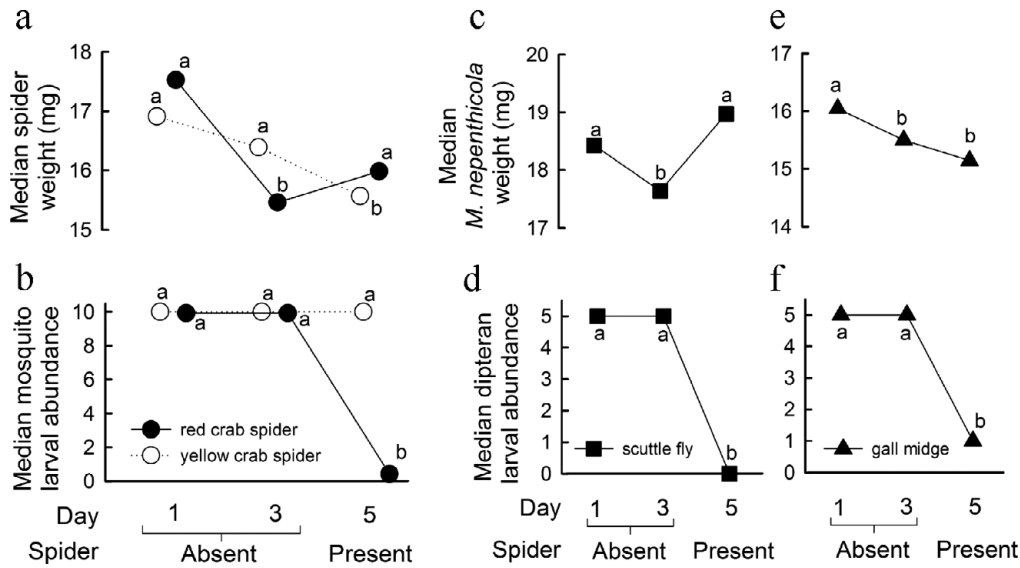 a
18
17
16
15
Median spider
weight (mg)
a
a
a
b
a
b
b
10
8
6
4
2
0
Median mosquito
larval abundance
a
a
a
a
a
b
red crab spider
yellow crab spider
Day 1 3 5
Spider Absent Present
c
20
19
18
17
Median
M. nepenthicola
weight (mg)
a
b
a
d
5
4
3
2
1
0
Median dipteran
larval abundance
a
a
b
scuttle fly
1 3 5
Day
Spider Absent Present
e
16
16
15
14
a
b
b
f
5
4
3
2
1
0
a
a
b
gall midge
1 3 5
Day
Spider Absent Present